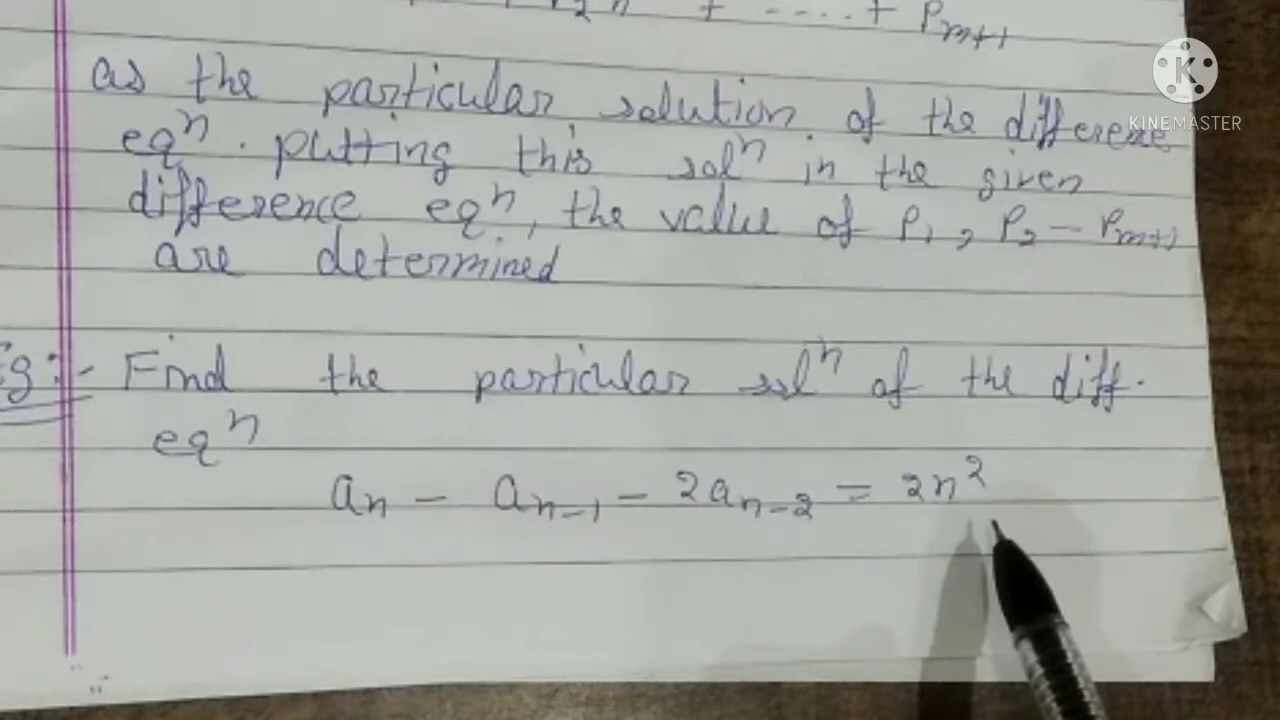 + .... + Pm+1
as the particular solution of the difference
eqⁿ. putting this solⁿ in the given
difference eqⁿ, the value of P₁, P₂ - Pm+1
are determined
Eg:- Find the particular solⁿ of the diff.
eqⁿ
aₙ - aₙ₋₁ - 2aₙ₋₂ = 2n²
KINEMASTER